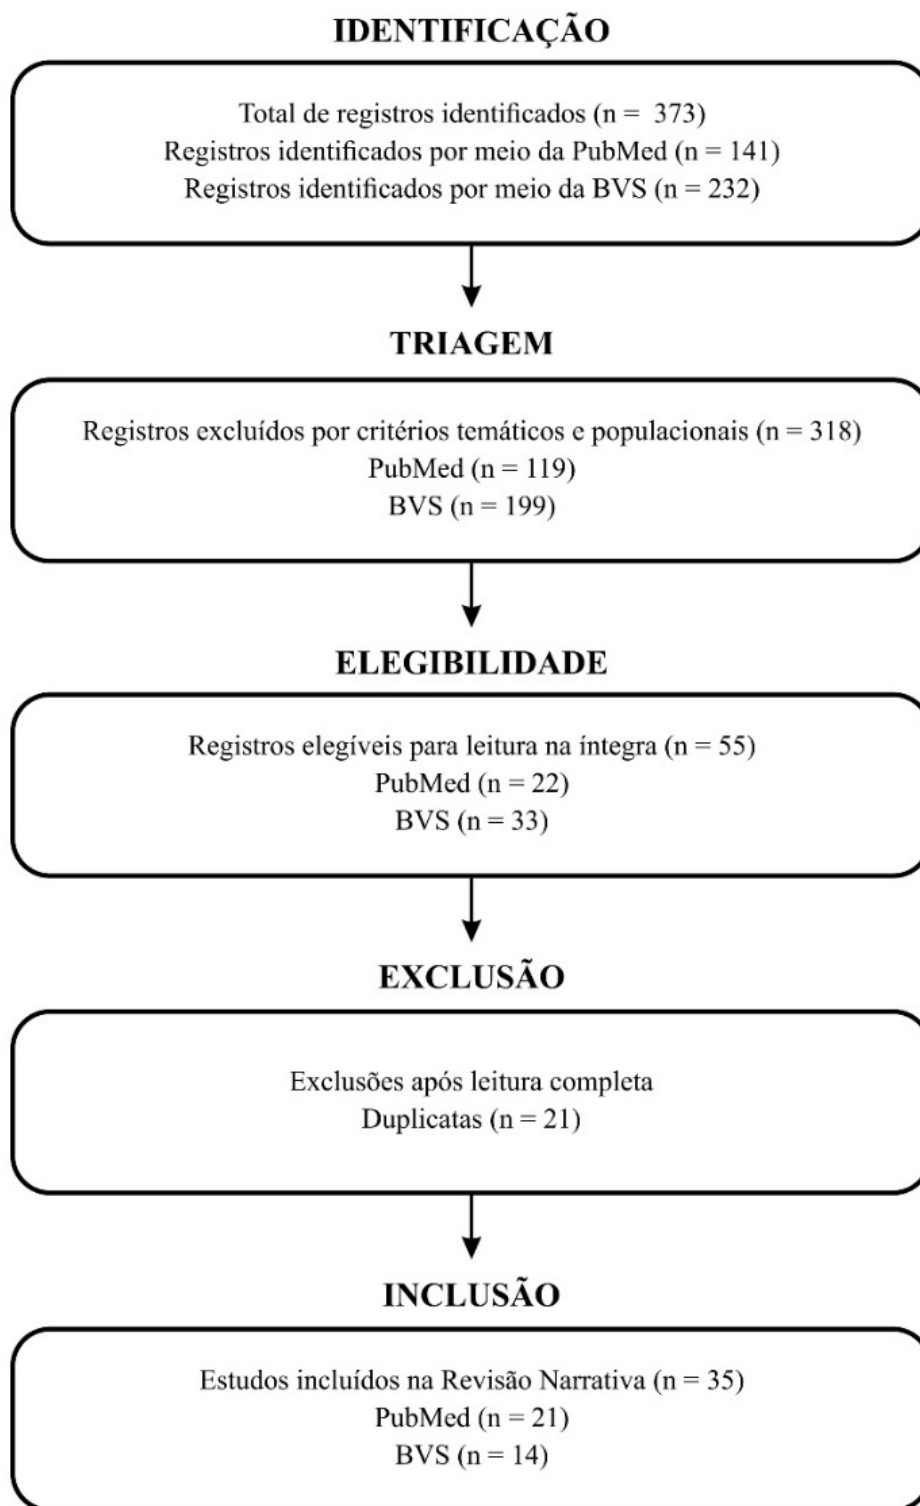 IDENTIFICAÇÃO
Total de registros identificados (n = 373)
Registros identificados por meio da PubMed (n = 141)
Registros identificados por meio da BVS (n = 232)
TRIAGEM
Registros excluídos por critérios temáticos e populacionais (n = 318)
PubMed (n = 119)
BVS (n = 199)
ELEGIBILIDADE
Registros elegíveis para leitura na íntegra (n = 55)
PubMed (n = 22)
BVS (n = 33)
EXCLUSÃO
Exclusões após leitura completa
Duplicatas (n = 21)
INCLUSÃO
Estudos incluídos na Revisão Narrativa (n = 35)
PubMed (n = 21)
BVS (n = 14)